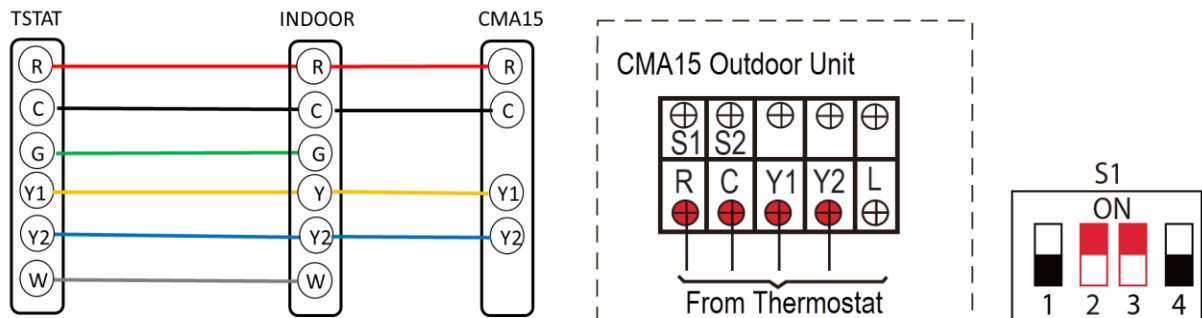 TSTAT INDOOR CMA15
R R R
C C C
G G
Y1 Y Y1
Y2 Y2 Y2
W W
CMA15 Outdoor Unit
S1 S2
R C Y1 Y2 L
From Thermostat
S1
ON
1 2 3 4